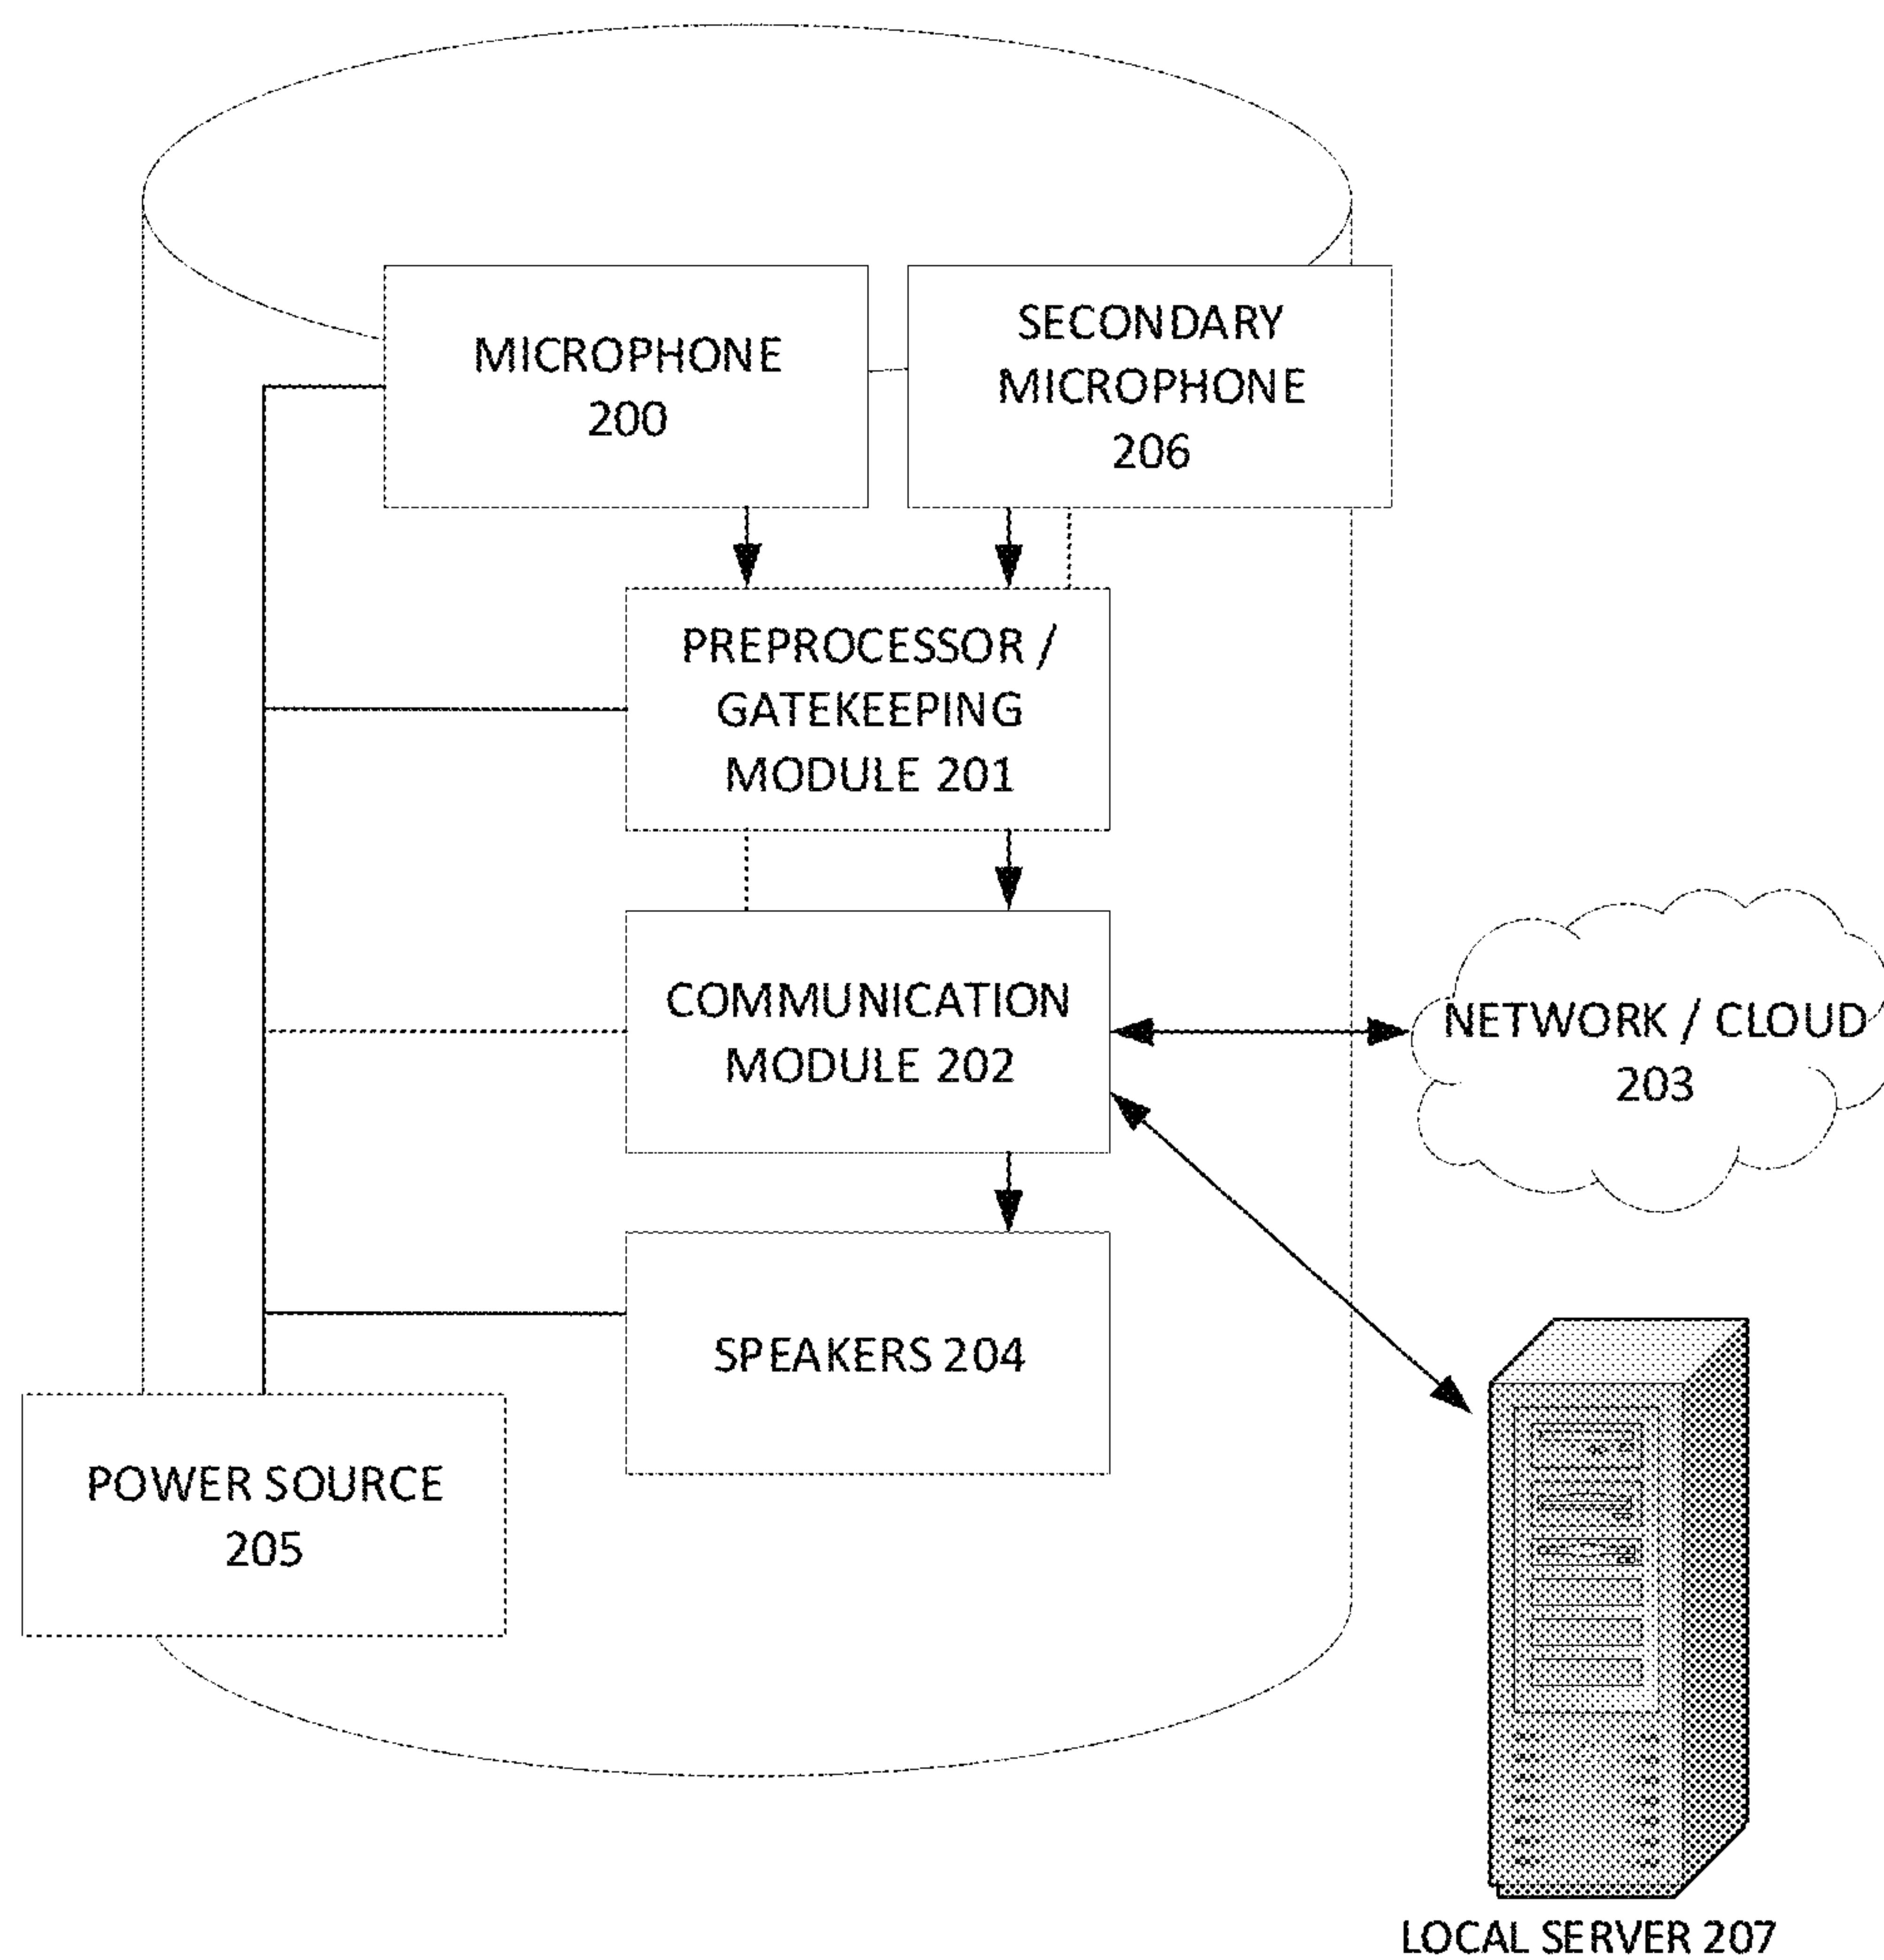 MICROPHONE
200
SECONDARY
MICROPHONE
206
PREPROCESSOR /
GATEKEEPING
MODULE 201
COMMUNICATION
MODULE 202
NETWORK / CLOUD
203
SPEAKERS 204
POWER SOURCE
205
LOCAL SERVER 207